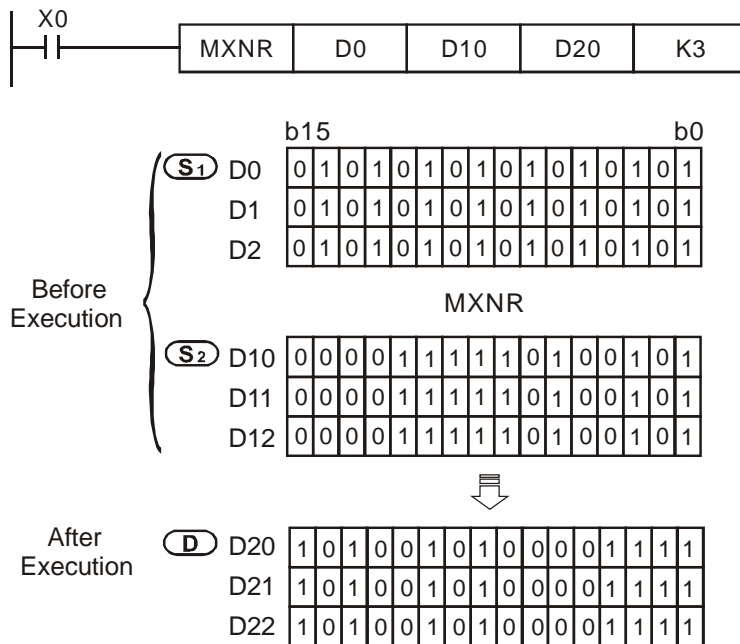 X0
MXNR D0 D10 D20 K3
b15 b0
S1 D0 0 1 0 1 0 1 0 1 0 1 0 1 0 1 0 1
D1 0 1 0 1 0 1 0 1 0 1 0 1 0 1 0 1
D2 0 1 0 1 0 1 0 1 0 1 0 1 0 1 0 1
Before
Execution
MXNR
S2 D10 0 0 0 0 1 1 1 1 1 0 1 0 0 1 0 1
D11 0 0 0 0 1 1 1 1 1 0 1 0 0 1 0 1
D12 0 0 0 0 1 1 1 1 1 0 1 0 0 1 0 1
After
Execution
D D20 1 0 1 0 0 1 0 1 0 0 0 0 1 1 1 1
D21 1 0 1 0 0 1 0 1 0 0 0 0 1 1 1 1
D22 1 0 1 0 0 1 0 1 0 0 0 0 1 1 1 1